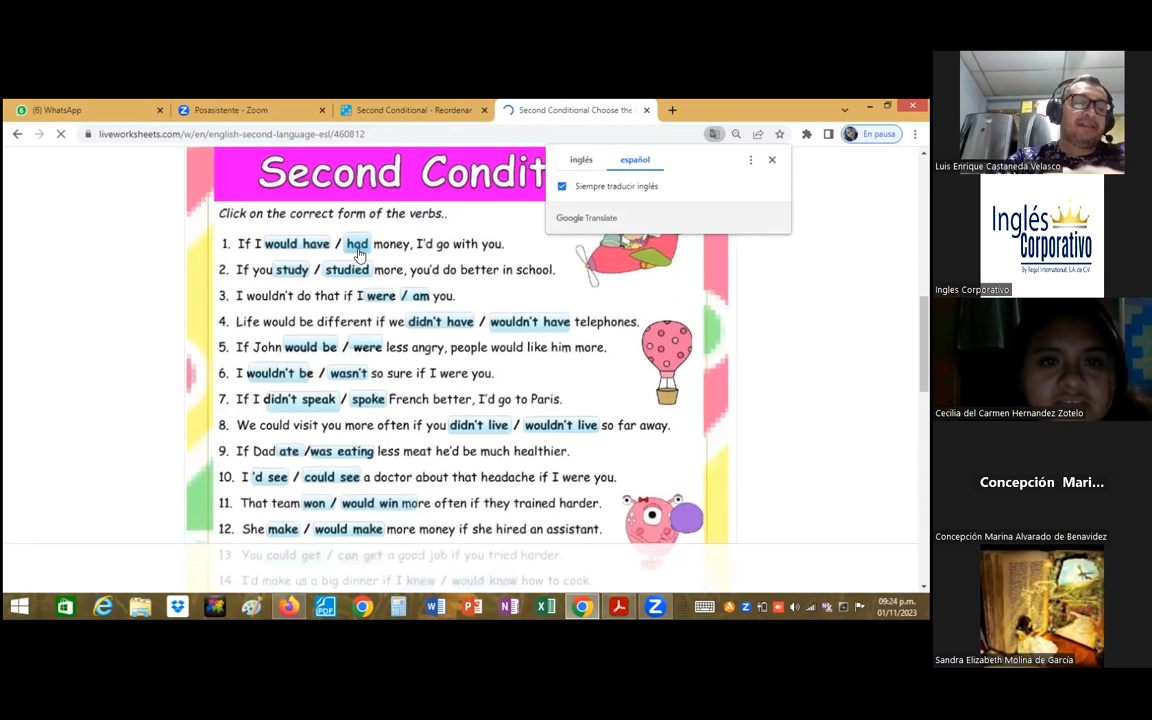 (6) WhatsApp
Posasistente - Zoom
Second Conditional - Reordenar
Second Conditional Choose the
liveworksheets.com/w/en/english-second-language-esl/460812
En pausa
inglés español
Siempre traducir inglés
Google Translate
Second Condit
Click on the correct form of the verbs..
1. If I would have / had money, I'd go with you.
2. If you study / studied more, you'd do better in school.
3. I wouldn't do that if I were / am you.
4. Life would be different if we didn't have / wouldn't have telephones.
5. If John would be / were less angry, people would like him more.
6. I wouldn't be / wasn't so sure if I were you.
7. If I didn't speak / spoke French better, I'd go to Paris.
8. We could visit you more often if you didn't live / wouldn't live so far away.
9. If Dad ate /was eating less meat he'd be much healthier.
10. I 'd see / could see a doctor about that headache if I were you.
11. That team won / would win more often if they trained harder.
12. She make / would make more money if she hired an assistant.
13 You could get / can get a good job if you tried harder.
14 I'd make us a big dinner if I knew / would know how to cook.
09:24 p.m.
01/11/2023
Luis Enrique Castaneda Velasco
Inglés
Corporativo
By Regal International, S.A. de C.V.
Ingles Corporativo
Cecilia del Carmen Hernandez Zotelo
Concepción Mari...
Concepción Marina Alvarado de Benavidez
Sandra Elizabeth Molina de García